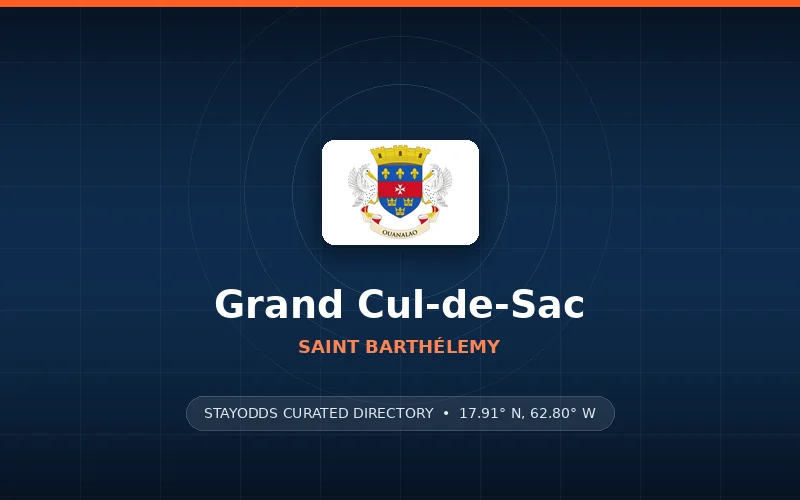 OUANALAO
Grand Cul-de-Sac
SAINT BARTHÉLEMY
STAYODDS CURATED DIRECTORY • 17.91° N, 62.80° W